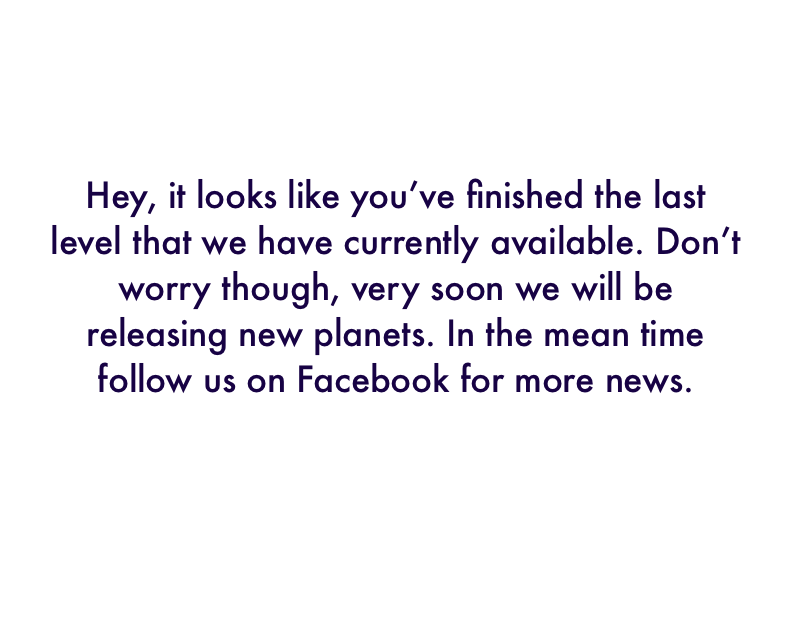 Hey, it looks like you’ve finished the last
level that we have currently available. Don’t
worry though, very soon we will be
releasing new planets. In the mean time
follow us on Facebook for more news.